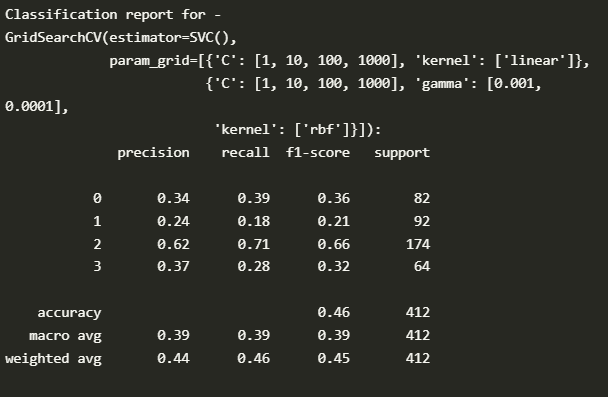 Classification report for -
GridSearchCV(estimator=SVC(),
param_grid=[{'C': [1, 10, 100, 1000], 'kernel': ['linear']},
{'C': [1, 10, 100, 1000], 'gamma': [0.001,
0.0001],
'kernel': ['rbf']}]):
precision recall f1-score support
0 0.34 0.39 0.36 82
1 0.24 0.18 0.21 92
2 0.62 0.71 0.66 174
3 0.37 0.28 0.32 64
accuracy 0.46 412
macro avg 0.39 0.39 0.39 412
weighted avg 0.44 0.46 0.45 412